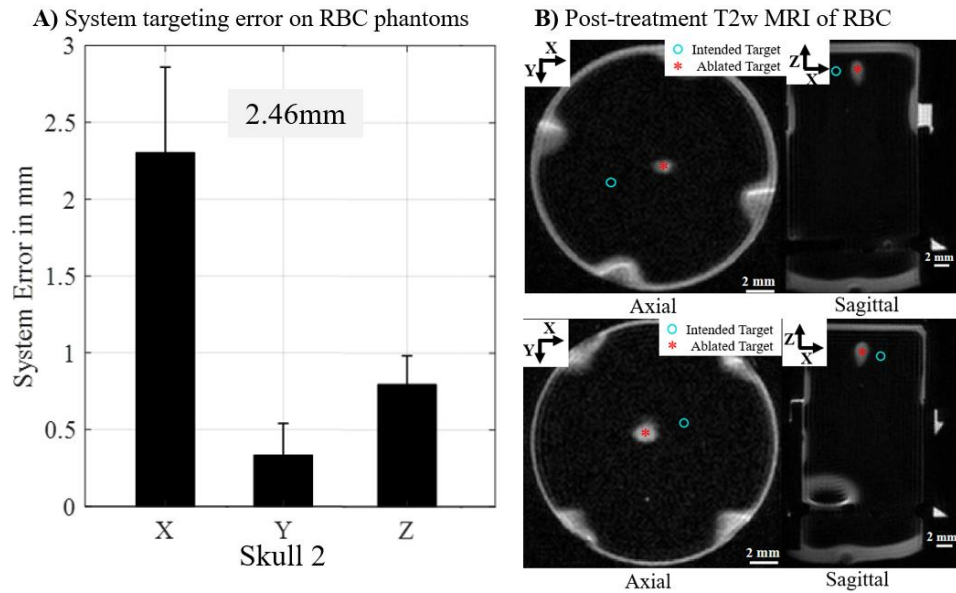 A) System targeting error on RBC phantoms
3
2.5
2
1.5
1
0.5
0
System Error in mm
2.46mm
X
Y
Z
Skull 2
B) Post-treatment T2w MRI of RBC
X
Y
Intended Target
Ablated Target
Z
X
2 mm
2 mm
Axial
Sagittal
X
Y
Intended Target
Ablated Target
Z
X
2 mm
2 mm
Axial
Sagittal